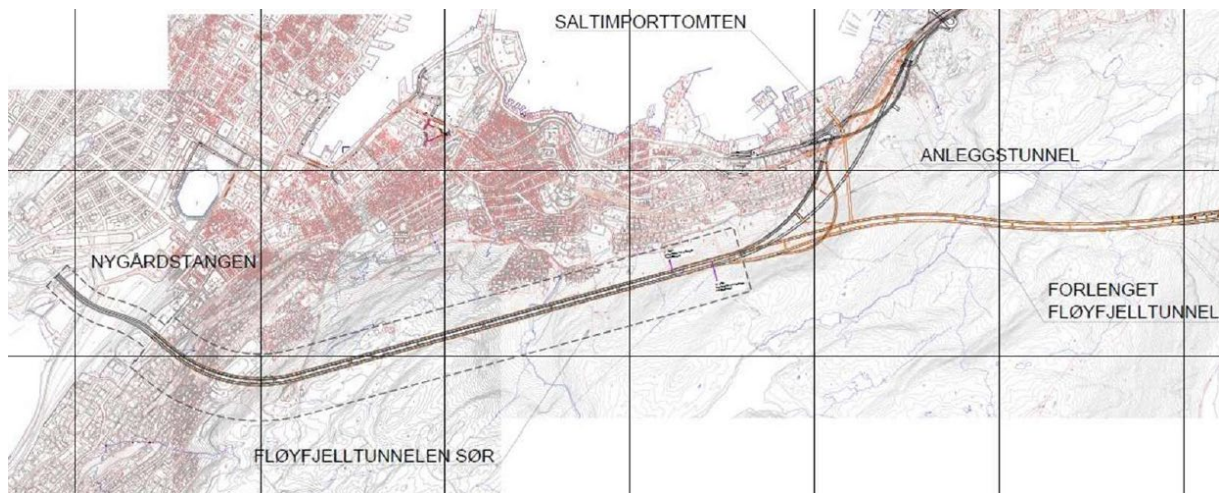 SALTIMPORTTOMTEN
ANLEGGSTUNNEL
NYGÅRDSTANGEN
FORLENGET
FLØYFJELLTUNNEL
FLØYFJELLTUNNELEN SØR